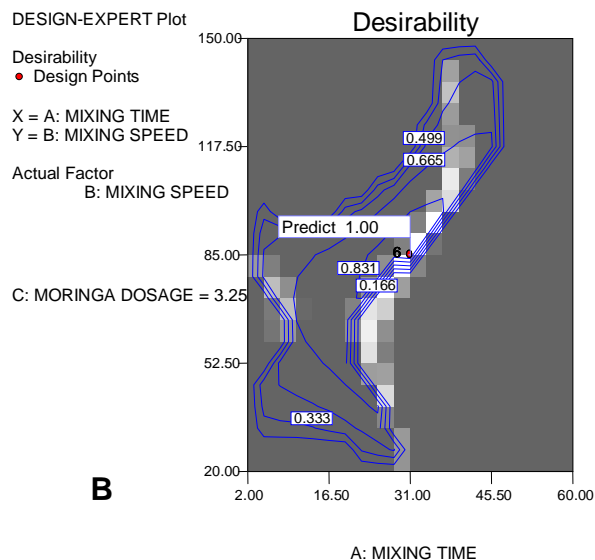 DESIGN-EXPERT Plot
Desirability
Desirability
Design Points
X = A: MIXING TIME
Y = B: MIXING SPEED
Actual Factor
B: MIXING SPEED
C: MORINGA DOSAGE = 3.25
B
150.00
117.50
85.00
52.50
20.00
0.499
0.665
Predict 1.00
6
0.831
0.166
0.333
2.00 16.50 31.00 45.50 60.00
A: MIXING TIME